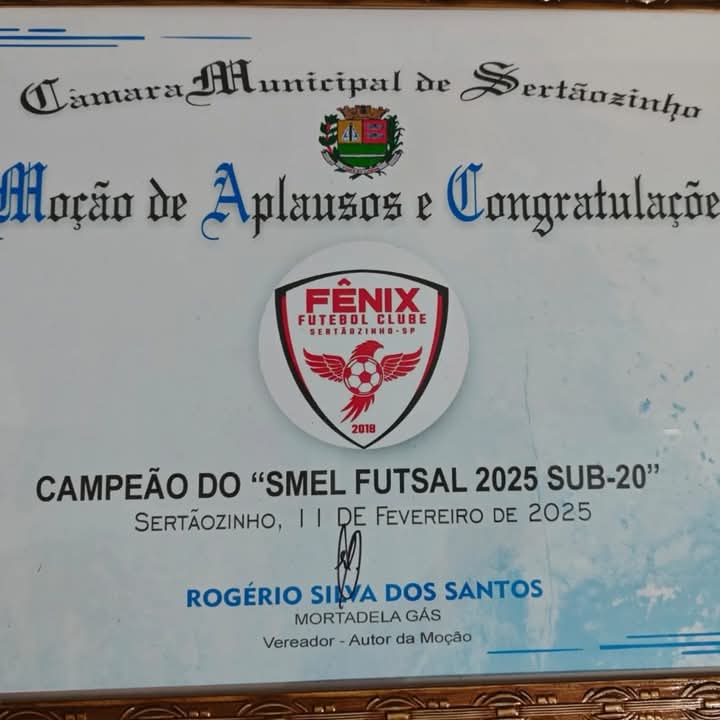 Câmara Municipal de Sertãozinho
Moção de Aplausos e Congratulaçõe
FÊNIX
FUTEBOL CLUBE
SERTÃOZINHO-SP
2018
CAMPEÃO DO “SMEL FUTSAL 2025 SUB-20”
SERTÃOZINHO, 11 DE FEVEREIRO DE 2025
ROGÉRIO SILVA DOS SANTOS
MORTADELA GÁS
Vereador - Autor da Moção